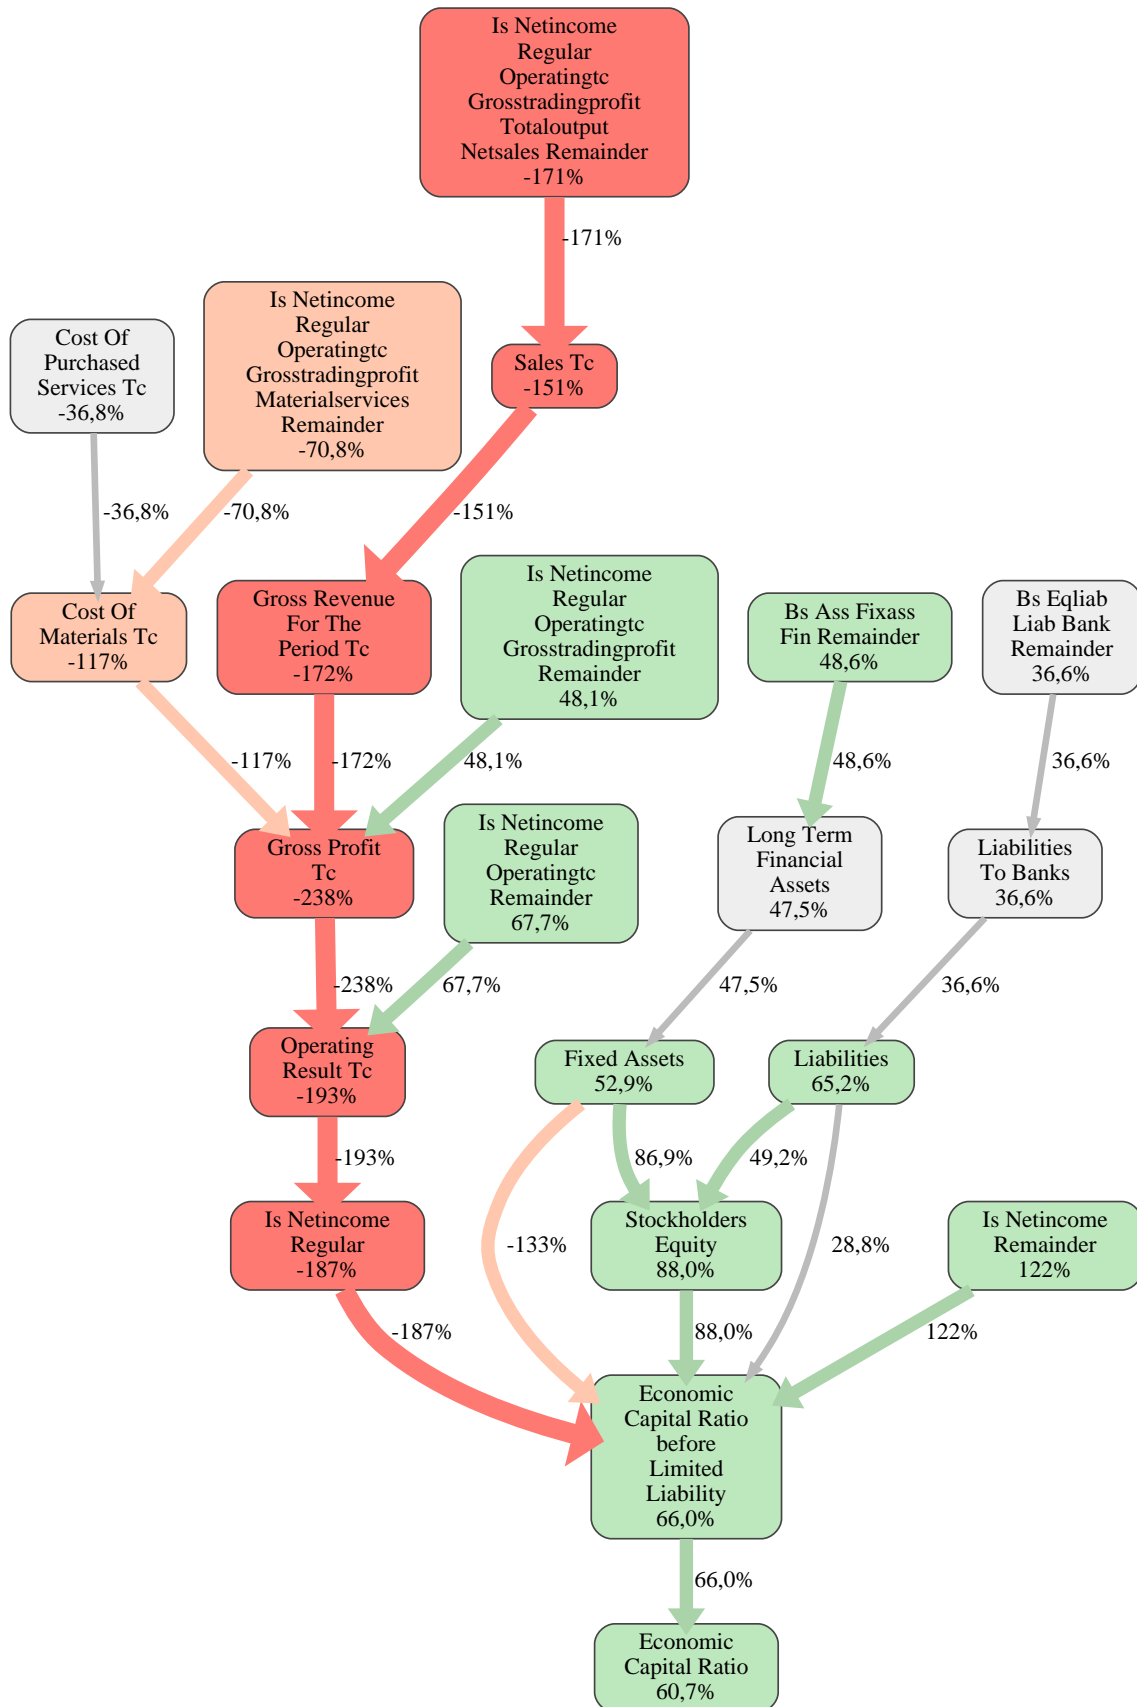 Is Netincome
Regular
Operatingtc
Grosstradingprofit
Totaloutput
Netsales Remainder
-171%
-171%
Cost Of
Purchased
Services Tc
-36,8%
Is Netincome
Regular
Operatingtc
Grosstradingprofit
Materialservices
Remainder
-70,8%
Sales Tc
-151%
-36,8%
-70,8%
-151%
Cost Of
Materials Tc
-117%
Gross Revenue
For The
Period Tc
-172%
Is Netincome
Regular
Operatingtc
Grosstradingprofit
Remainder
48,1%
Bs Ass Fixass
Fin Remainder
48,6%
Bs Eqliab
Liab Bank
Remainder
36,6%
-117%
-172%
48,1%
48,6%
36,6%
Gross Profit
Tc
-238%
Is Netincome
Regular
Operatingtc
Remainder
67,7%
Long Term
Financial
Assets
47,5%
Liabilities
To Banks
36,6%
-238%
67,7%
47,5%
36,6%
Operating
Result Tc
-193%
Fixed Assets
52,9%
Liabilities
65,2%
-193%
86,9%
49,2%
Is Netincome
Regular
-187%
-133%
Stockholders
Equity
88,0%
28,8%
Is Netincome
Remainder
122%
-187%
88,0%
122%
Economic
Capital Ratio
before
Limited
Liability
66,0%
66,0%
Economic
Capital Ratio
60,7%